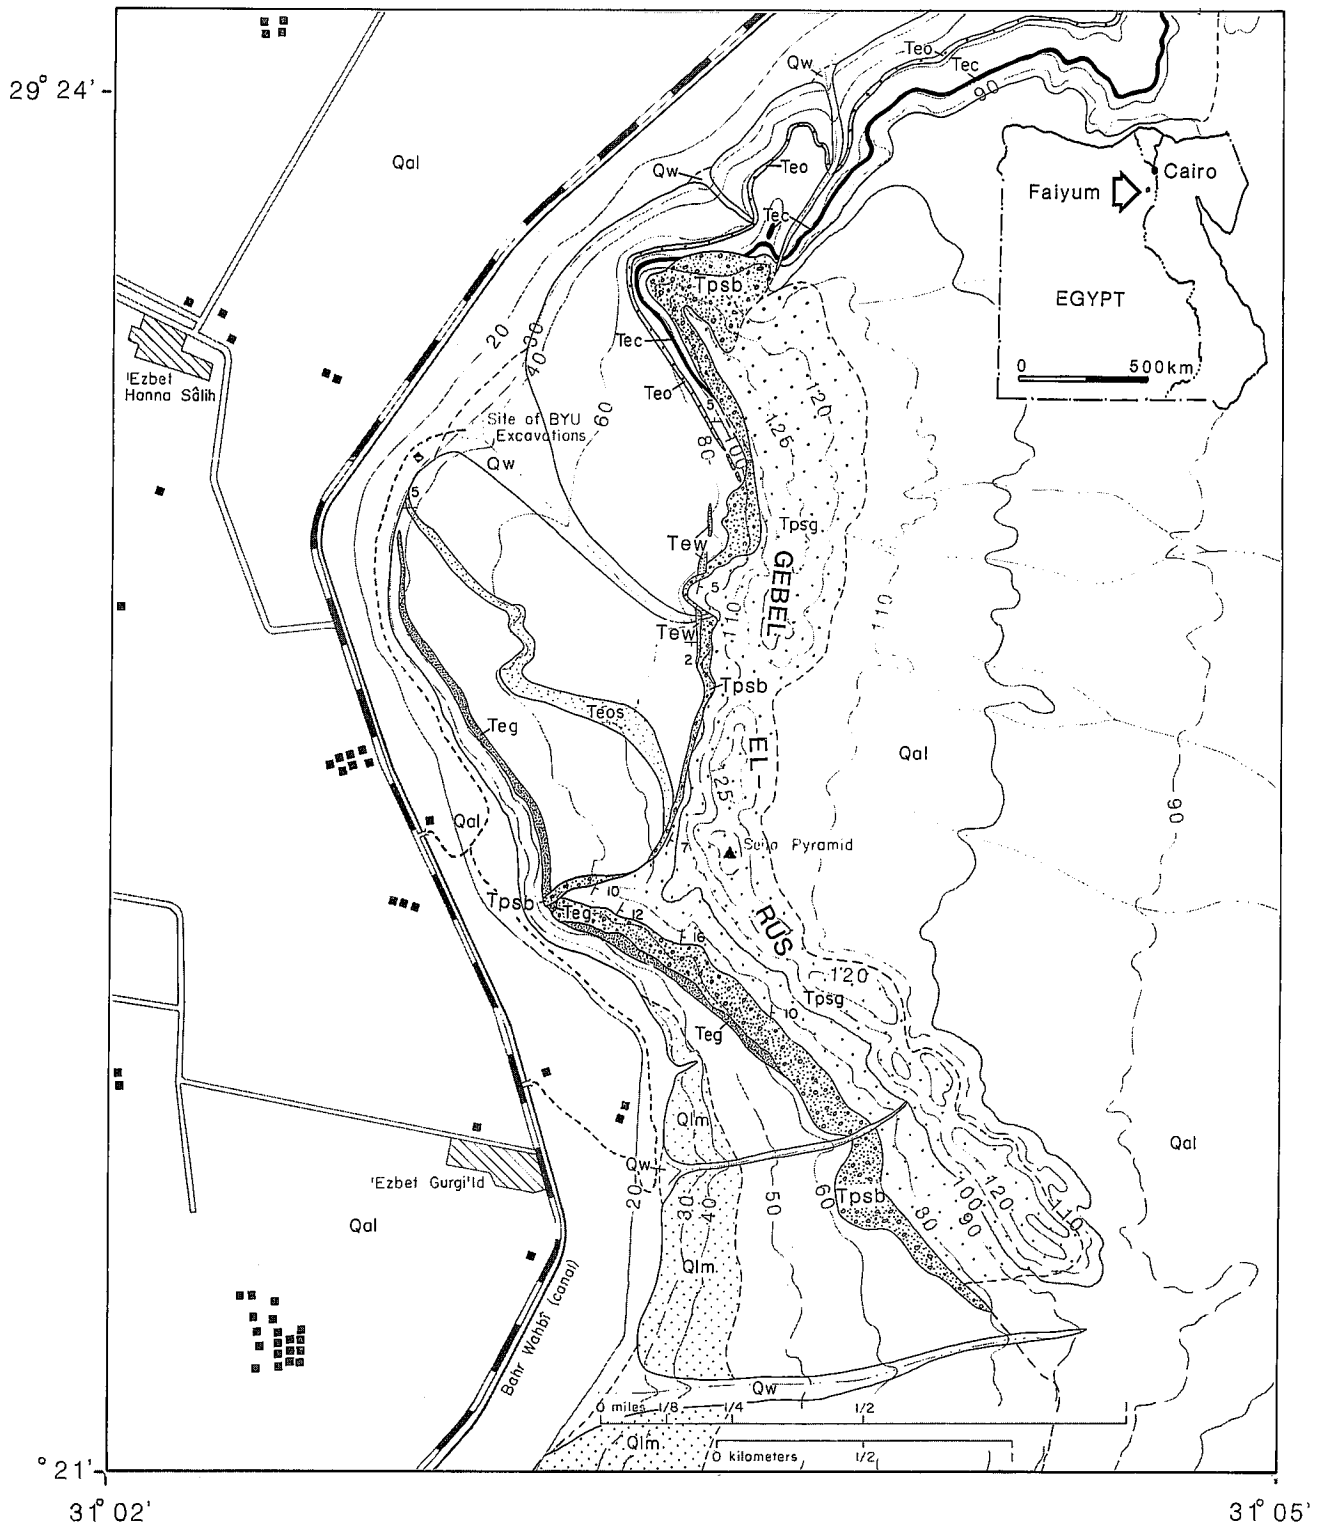 29° 24'
Qal
Qw
Teo
Tec
90
Qw
Teo
Tec
Cairo
Faiyum
EGYPT
0 500km
Tpsb
20
30
40
60
Tec
Teo
5
80
100
120
125
'Ezbet
Hanna Sâlih
Site of BYU
Excavations
Qw
5
Tpsg
Tew
5
GEBEL
110
110
Tew
2
Tpsb
Teos
Teg
EL-
125
Qal
90
Qal
7
Seila Pyramid
10
Tpsb
Teg
12
16
RUS
120
Tpsg
10
Teg
Qlm
Qal
Qw
'Ezbet Gurgi'Id
20
30
40
50
60
Tpsb
80
90
100
120
110
Qal
Qlm
Bahr Wahbî (canal)
Qw
0 miles 1/8 1/4 1/2
Qlm
0 kilometers 1/2
° 21'
31° 02'
31° 05'